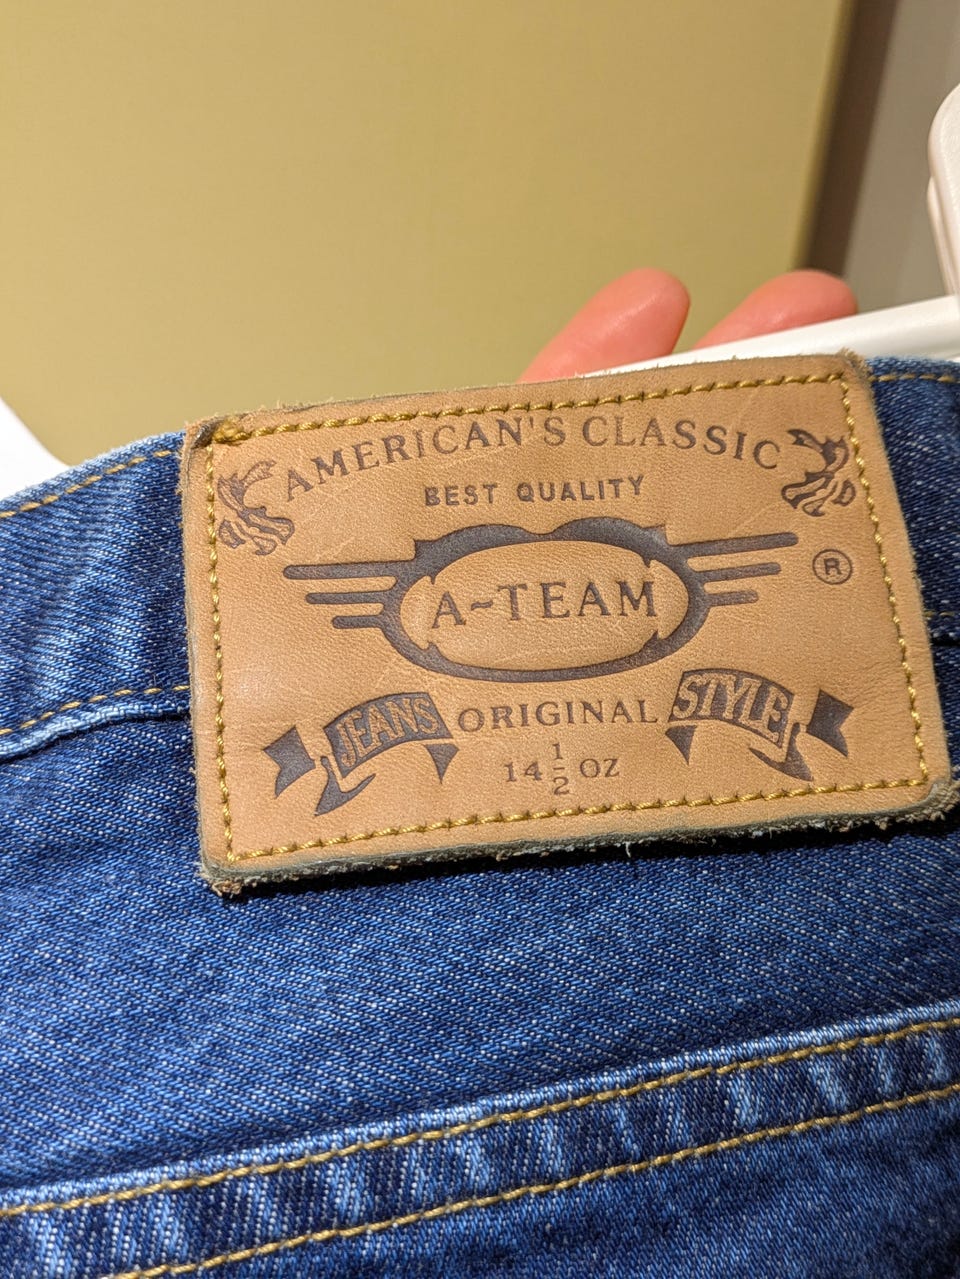 AMERICAN'S CLASSIC
BEST QUALITY
A~TEAM
®
JEANS ORIGINAL STYLE
14 1/2 OZ